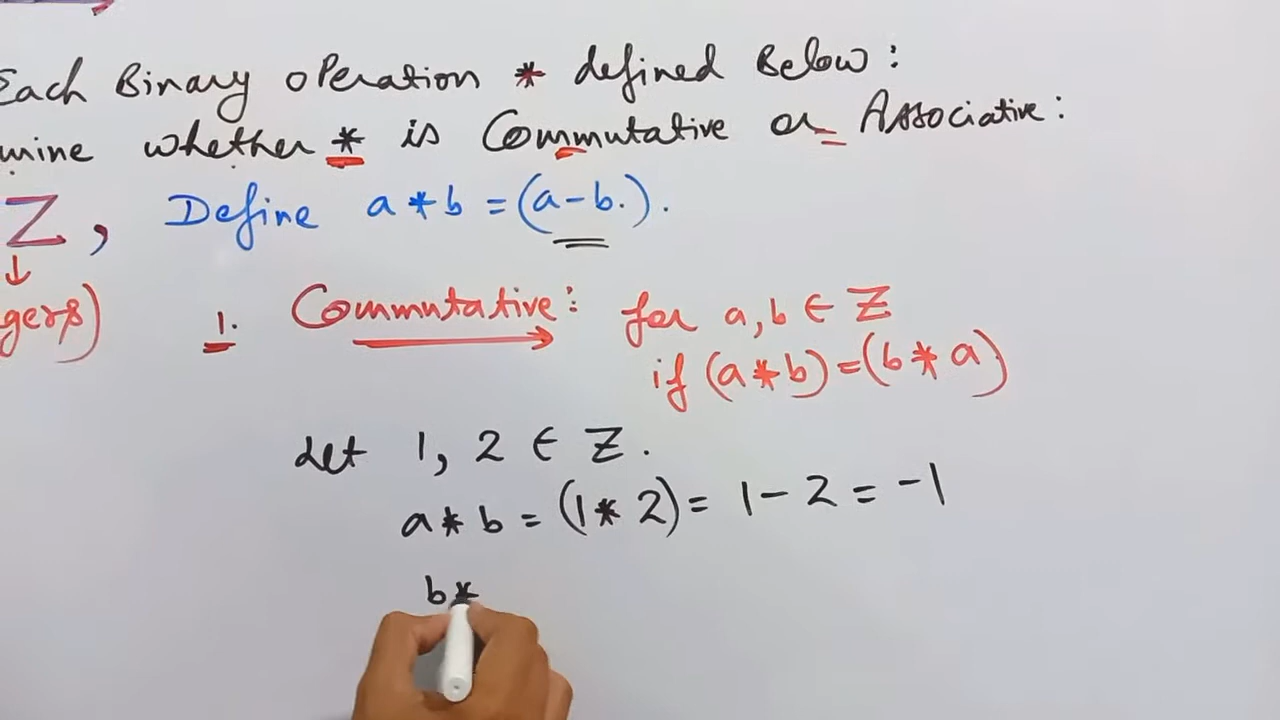 Each Binary operation * defined Below:
mine whether * is Commutative or Associative:
Z, Define a * b = (a - b.).
↓
gers) 1. Commutative: for a, b ∈ Z
if (a * b) = (b * a)
Let 1, 2 ∈ Z.
a * b = (1 * 2) = 1 - 2 = -1
b *